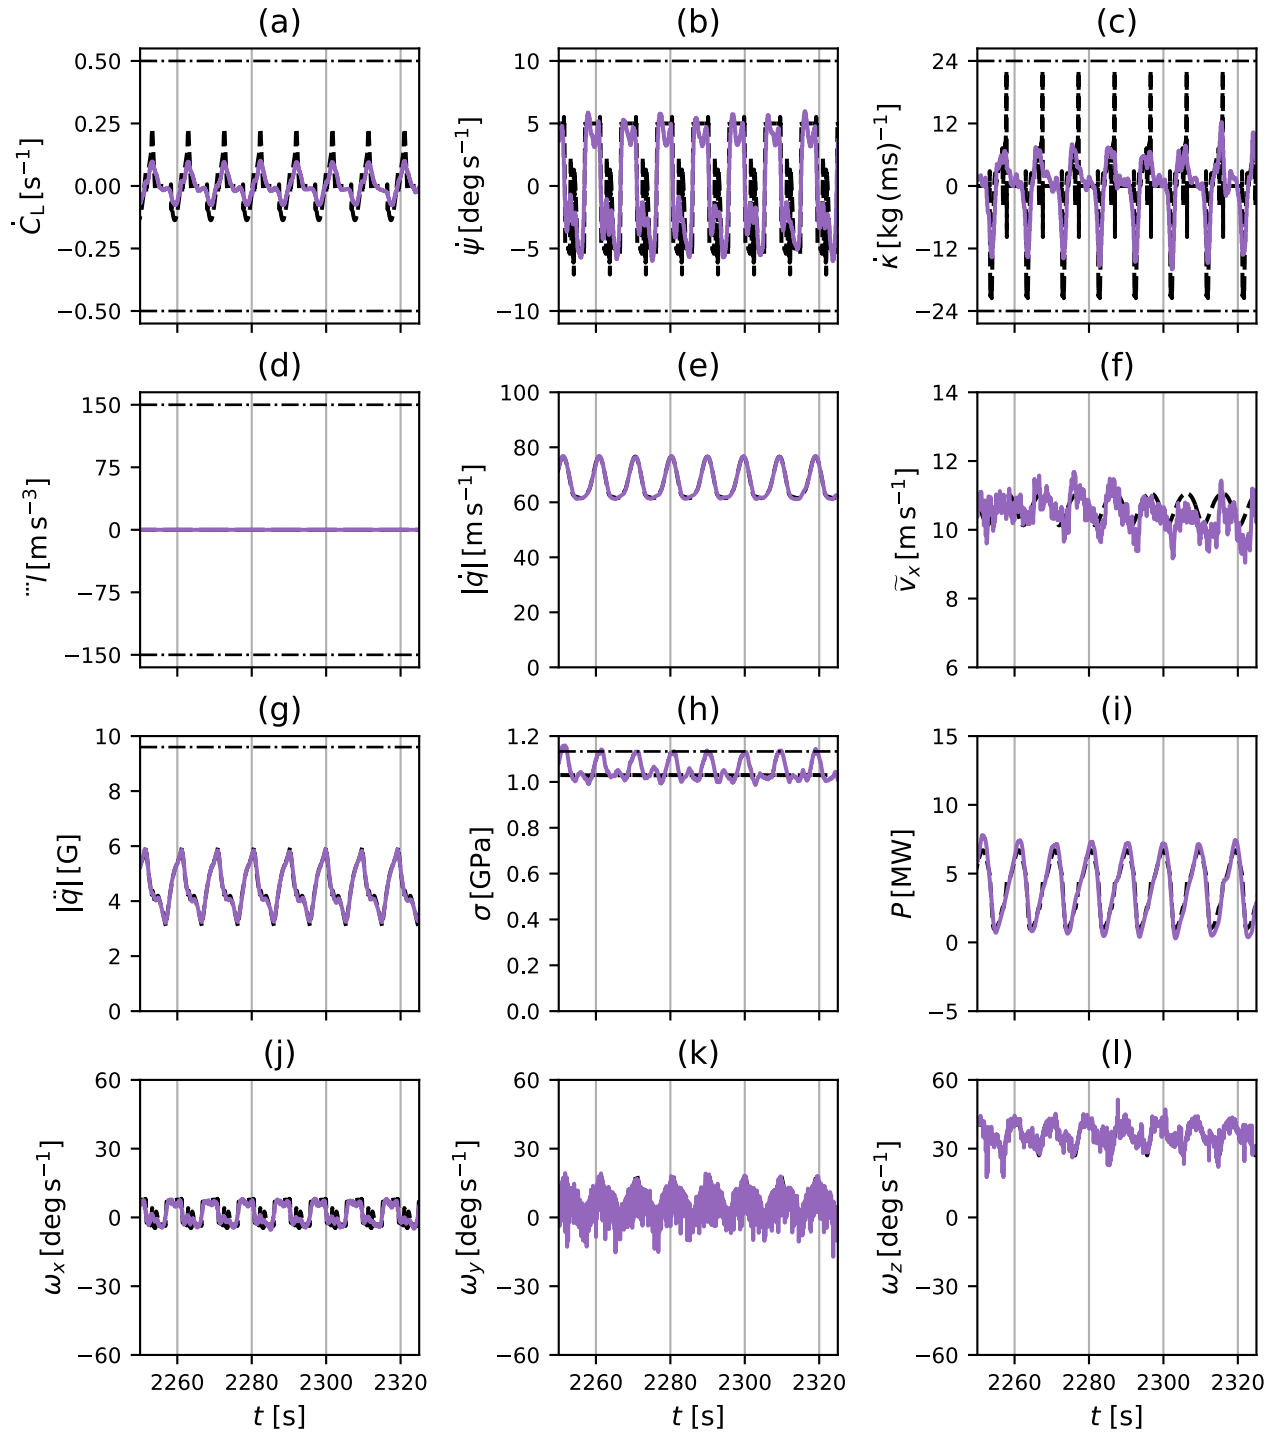 (a) (b) (c)
0.50
0.25
0.00
−0.25
−0.50
Ċ_L [s⁻¹]
10
5
0
−5
−10
ψ̇ [deg s⁻¹]
24
12
0
−12
−24
κ̇ [kg (ms)⁻¹]
(d) (e) (f)
150
75
0
−75
−150
[m s⁻³]
100
80
60
40
20
0
|q̇| [m s⁻¹]
14
12
10
8
6
ṽ_x [m s⁻¹]
(g) (h) (i)
10
8
6
4
2
0
|q̈| [G]
1.2
1.0
0.8
0.6
0.4
0.2
0.0
σ [GPa]
15
10
5
0
−5
P [MW]
(j) (k) (l)
60
30
0
−30
−60
ω_x [deg s⁻¹]
60
30
0
−30
−60
ω_y [deg s⁻¹]
60
30
0
−30
−60
ω_z [deg s⁻¹]
2260 2280 2300 2320
t [s]
2260 2280 2300 2320
t [s]
2260 2280 2300 2320
t [s]